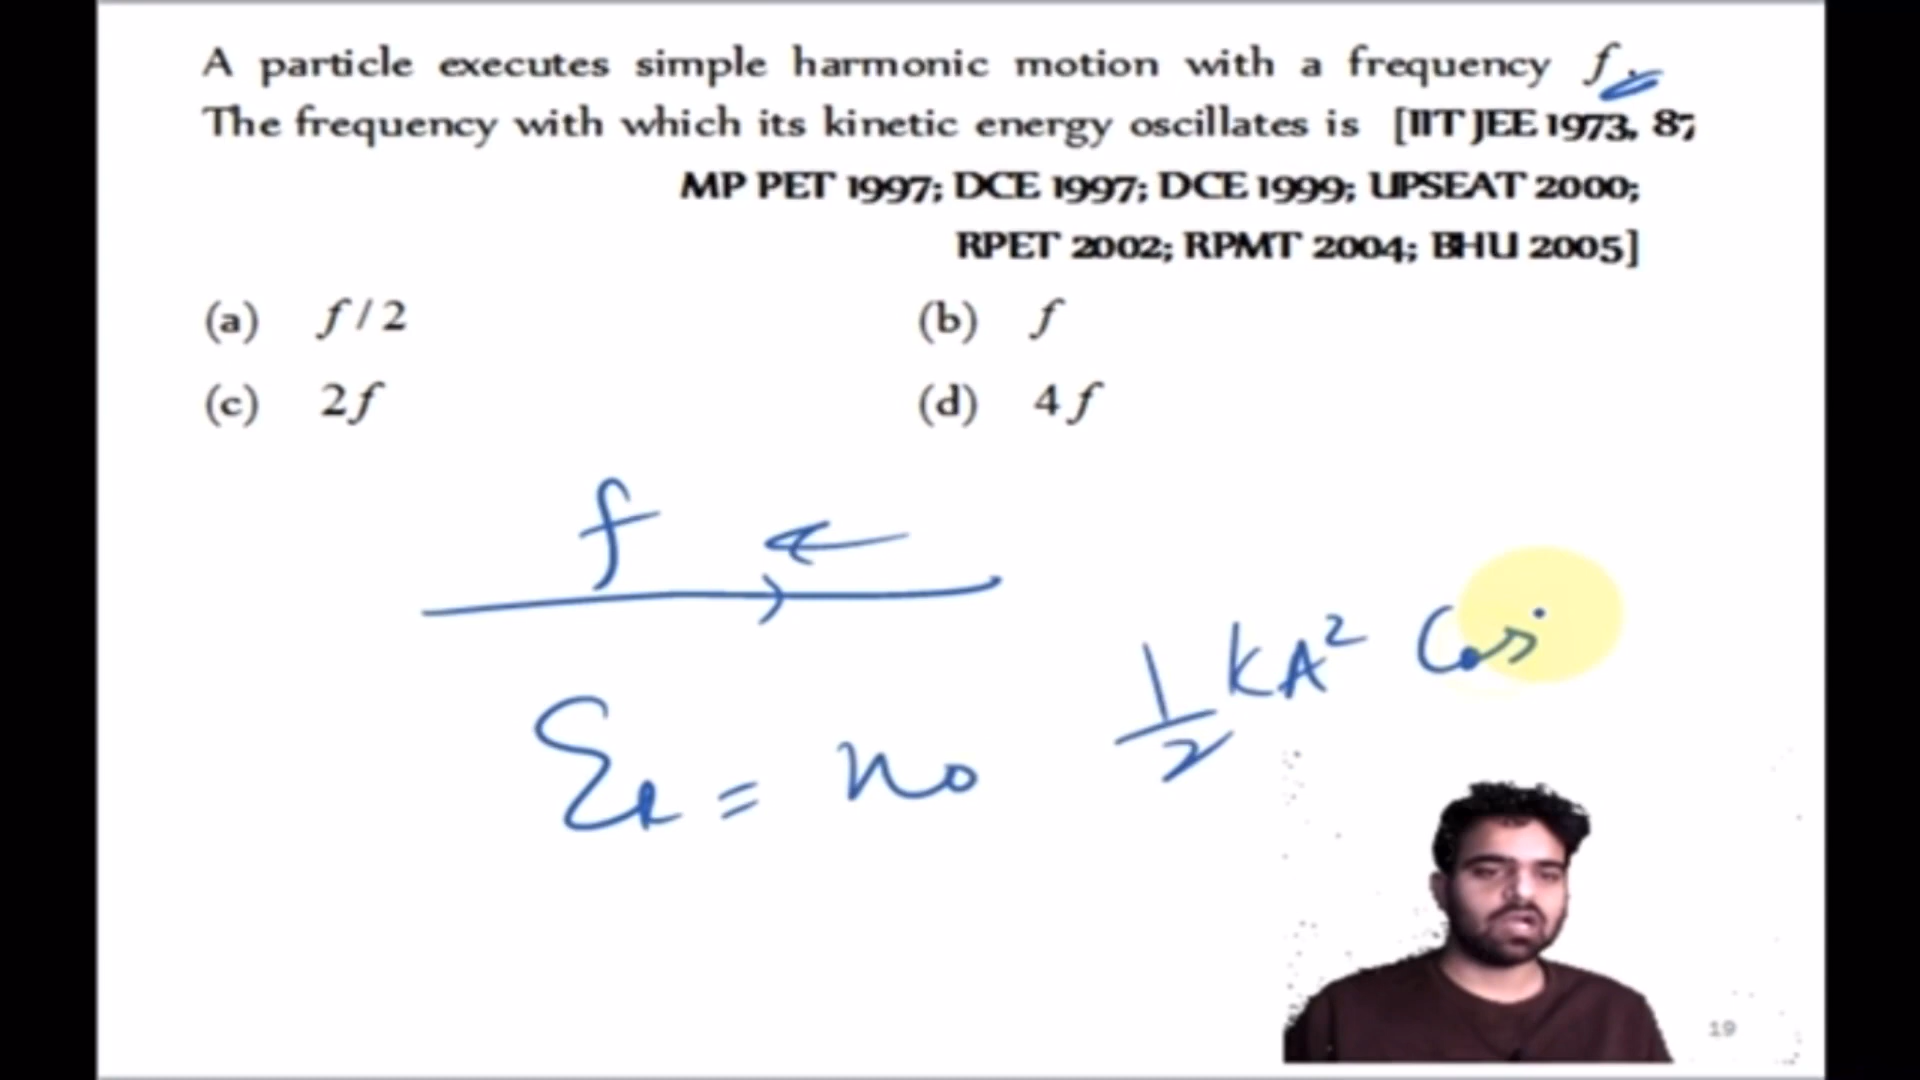 A particle executes simple harmonic motion with a frequency f.
The frequency with which its kinetic energy oscillates is [IIT JEE 1973, 87;
MP PET 1997; DCE 1997; DCE 1999; UPSEAT 2000;
RPET 2002; RPMT 2004; BHU 2005]
(a) f/2 (b) f
(c) 2f (d) 4f
f
1/2 KA² Cos
= no
19